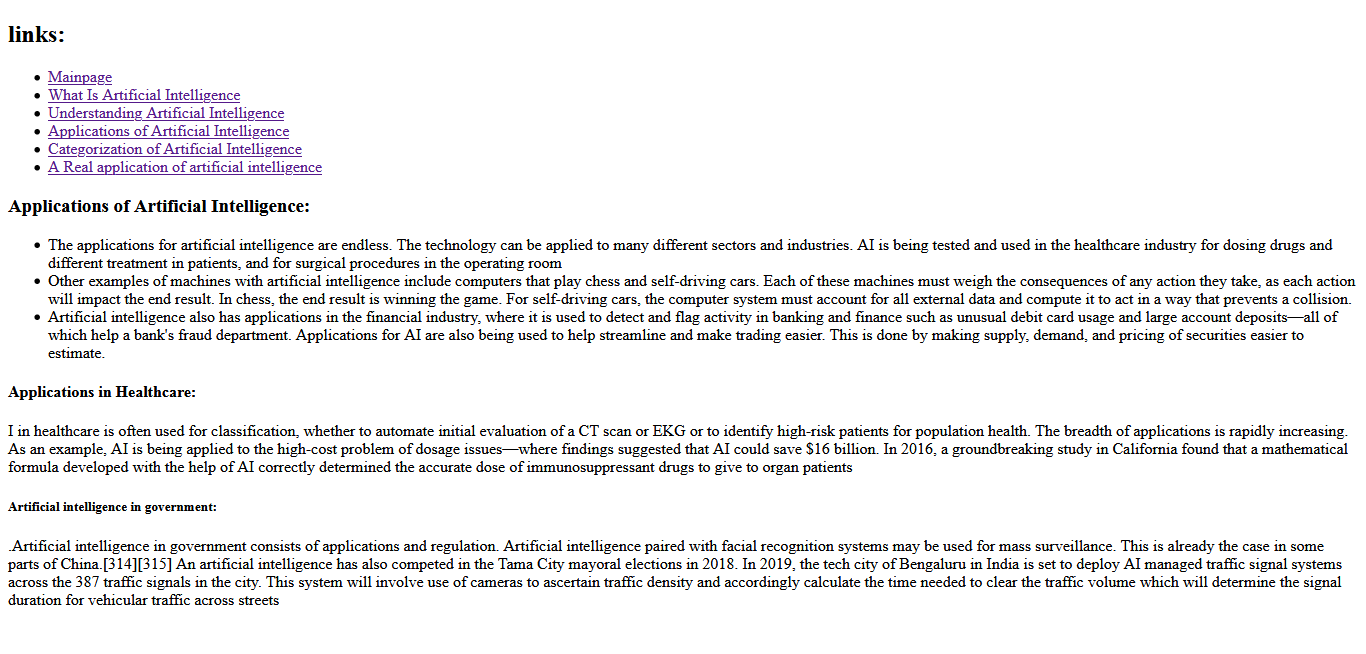 links:
Mainpage
What Is Artificial Intelligence
Understanding Artificial Intelligence
Applications of Artificial Intelligence
Categorization of Artificial Intelligence
A Real application of artificial intelligence
Applications of Artificial Intelligence:
The applications for artificial intelligence are endless. The technology can be applied to many different sectors and industries. AI is being tested and used in the healthcare industry for dosing drugs and
different treatment in patients, and for surgical procedures in the operating room
Other examples of machines with artificial intelligence include computers that play chess and self-driving cars. Each of these machines must weigh the consequences of any action they take, as each action
will impact the end result. In chess, the end result is winning the game. For self-driving cars, the computer system must account for all external data and compute it to act in a way that prevents a collision.
Artificial intelligence also has applications in the financial industry, where it is used to detect and flag activity in banking and finance such as unusual debit card usage and large account deposits—all of
which help a bank's fraud department. Applications for AI are also being used to help streamline and make trading easier. This is done by making supply, demand, and pricing of securities easier to
estimate.
Applications in Healthcare:
I in healthcare is often used for classification, whether to automate initial evaluation of a CT scan or EKG or to identify high-risk patients for population health. The breadth of applications is rapidly increasing.
As an example, AI is being applied to the high-cost problem of dosage issues—where findings suggested that AI could save $16 billion. In 2016, a groundbreaking study in California found that a mathematical
formula developed with the help of AI correctly determined the accurate dose of immunosuppressant drugs to give to organ patients
Artificial intelligence in government:
.Artificial intelligence in government consists of applications and regulation. Artificial intelligence paired with facial recognition systems may be used for mass surveillance. This is already the case in some
parts of China.[314][315] An artificial intelligence has also competed in the Tama City mayoral elections in 2018. In 2019, the tech city of Bengaluru in India is set to deploy AI managed traffic signal systems
across the 387 traffic signals in the city. This system will involve use of cameras to ascertain traffic density and accordingly calculate the time needed to clear the traffic volume which will determine the signal
duration for vehicular traffic across streets